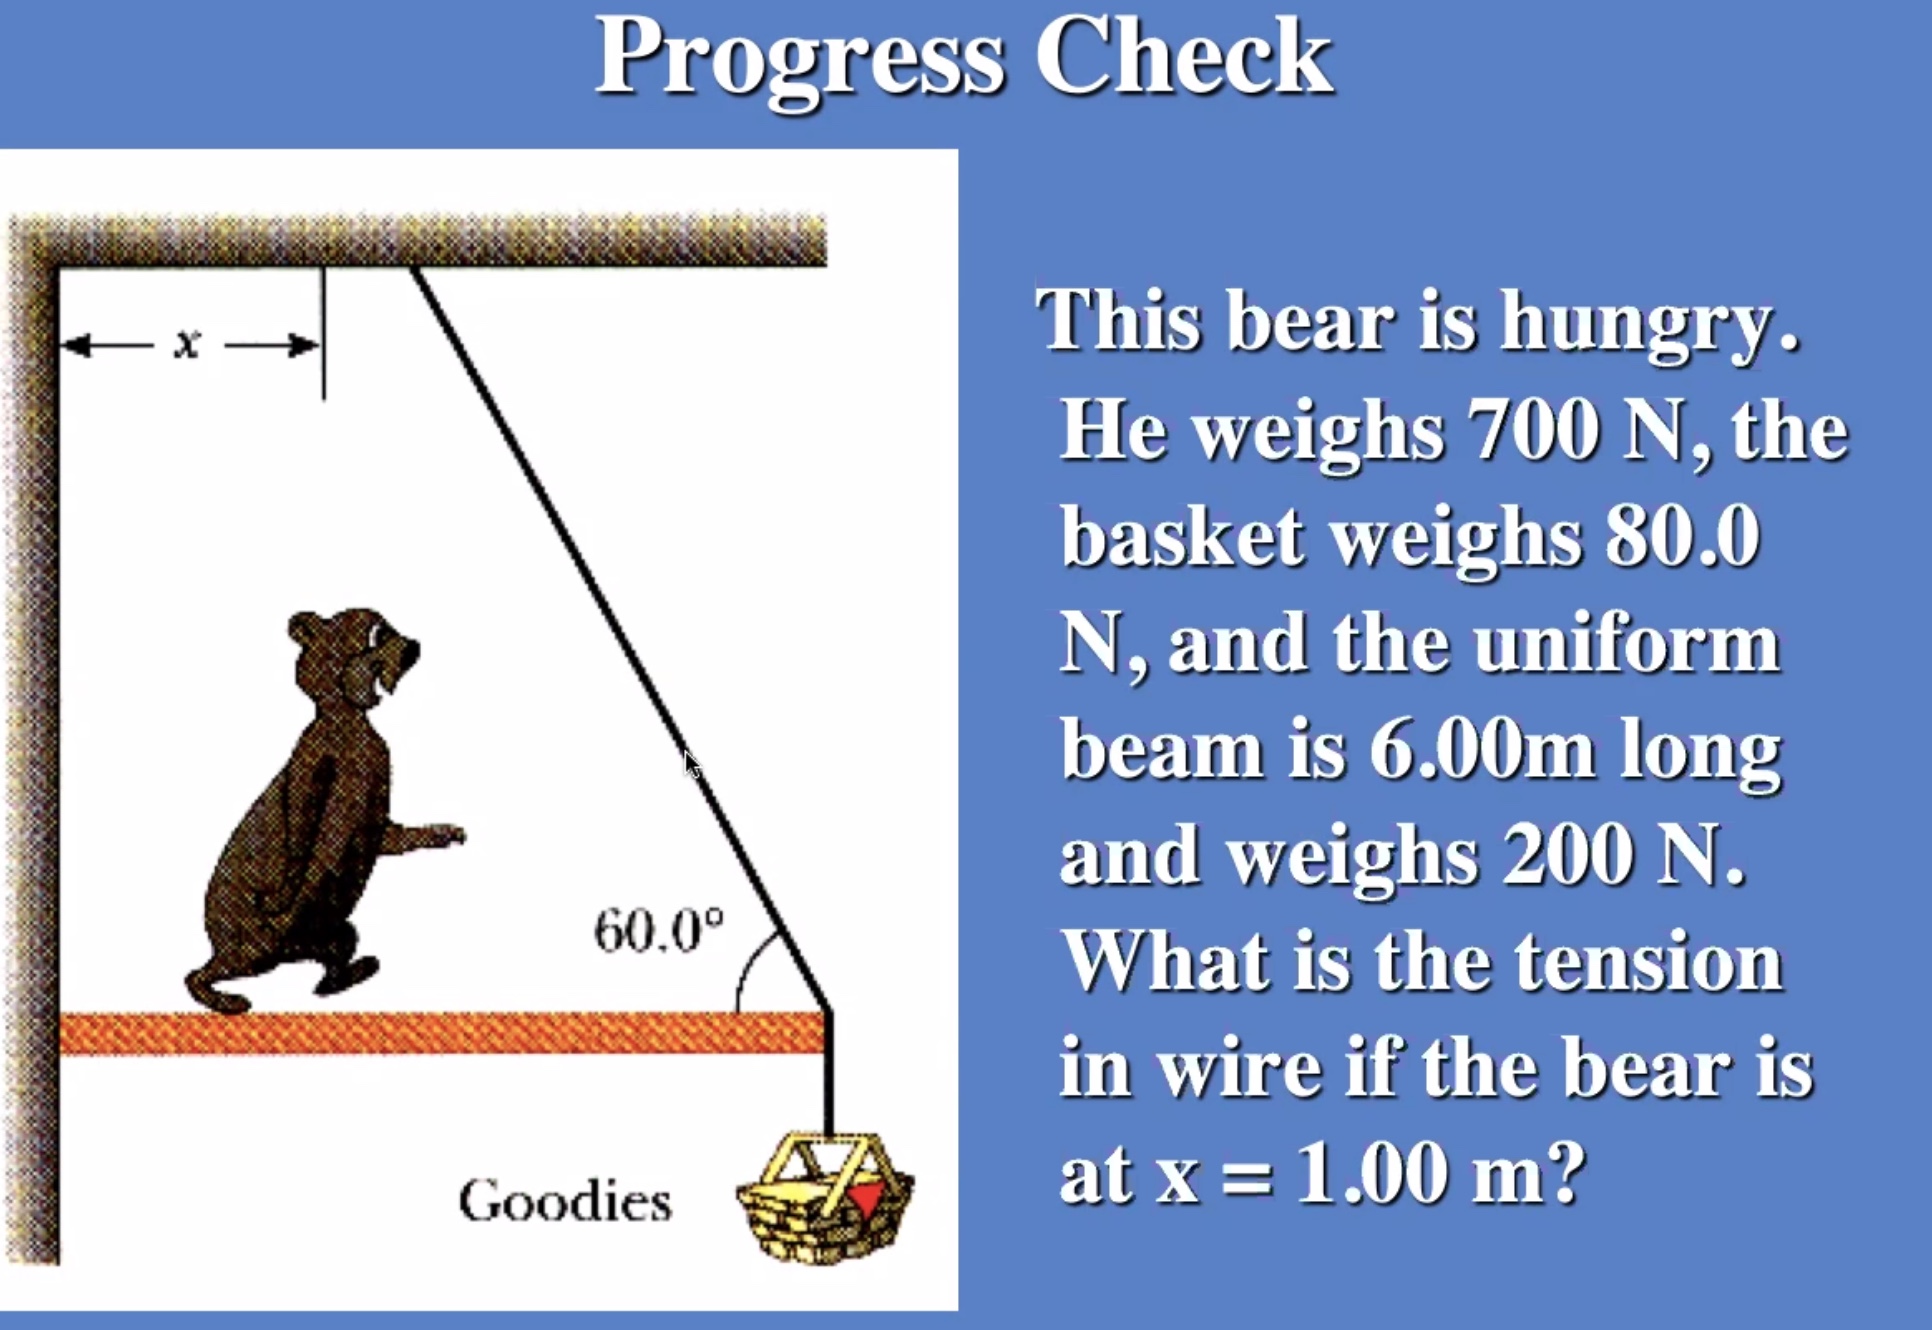 Progress Check
x
60.0°
Goodies
This bear is hungry.
He weighs 700 N, the
basket weighs 80.0
N, and the uniform
beam is 6.00m long
and weighs 200 N.
What is the tension
in wire if the bear is
at x = 1.00 m?